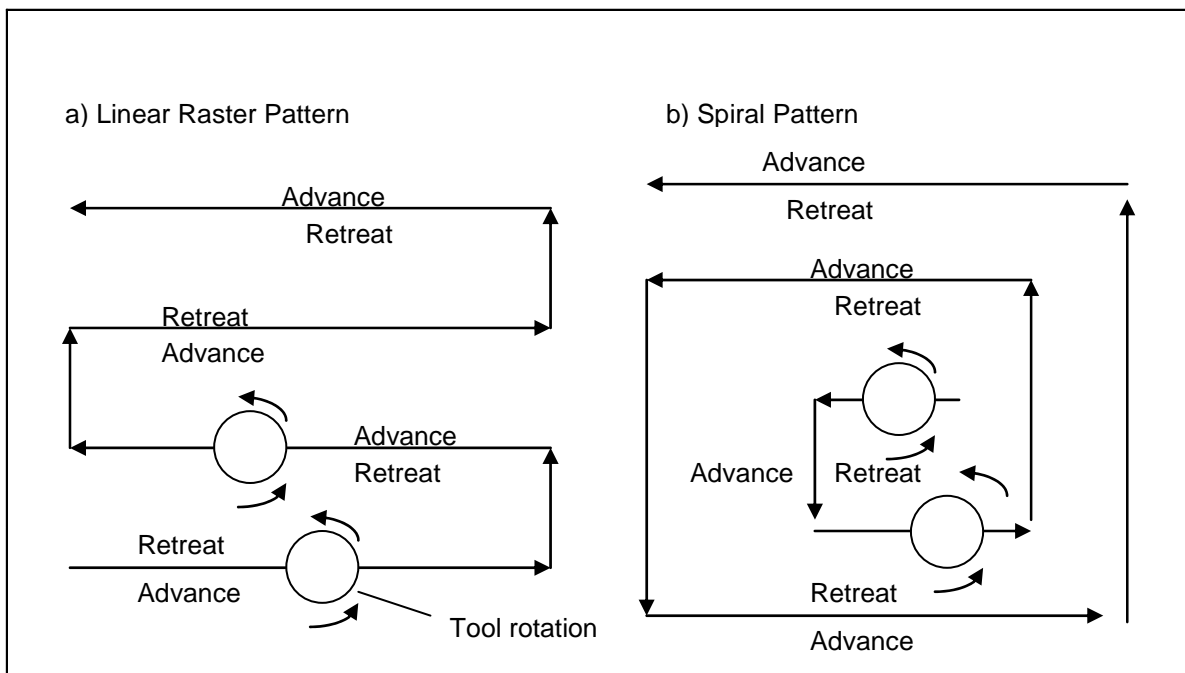 a) Linear Raster Pattern
Advance
Retreat
Retreat
Advance
Advance
Retreat
Retreat
Advance
Tool rotation
b) Spiral Pattern
Advance
Retreat
Advance
Retreat
Advance
Retreat
Retreat
Advance